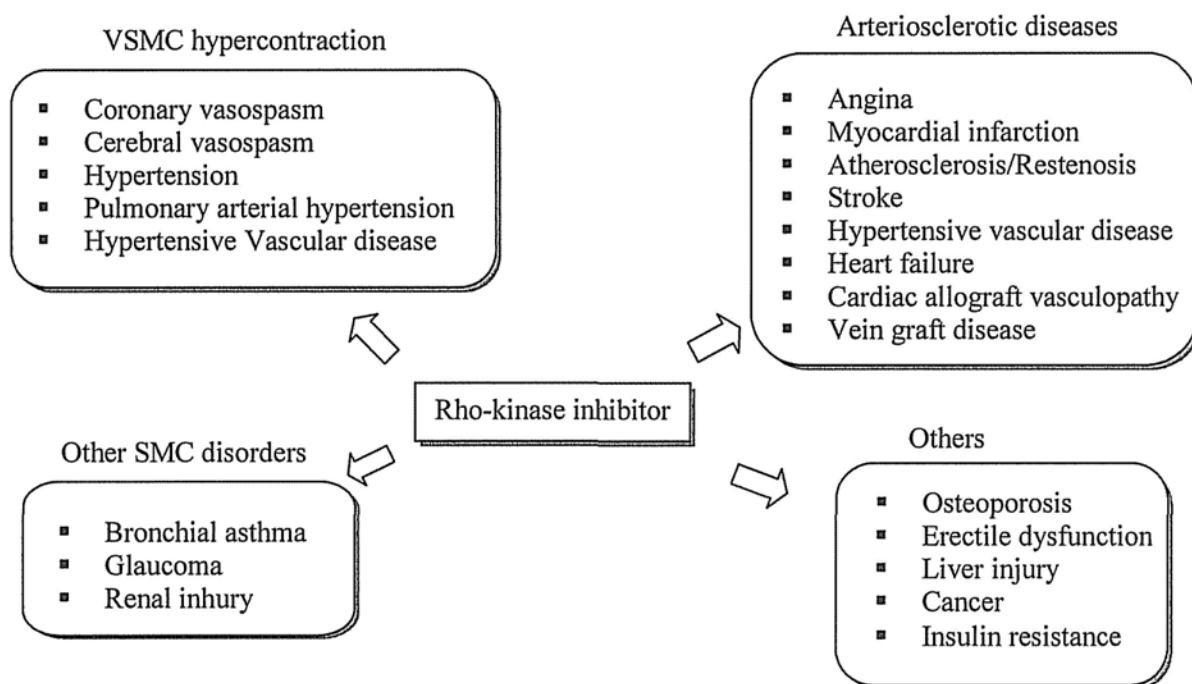 VSMC hypercontraction
Coronary vasospasm
Cerebral vasospasm
Hypertension
Pulmonary arterial hypertension
Hypertensive Vascular disease
Arteriosclerotic diseases
Angina
Myocardial infarction
Atherosclerosis/Restenosis
Stroke
Hypertensive vascular disease
Heart failure
Cardiac allograft vasculopathy
Vein graft disease
Rho-kinase inhibitor
Other SMC disorders
Bronchial asthma
Glaucoma
Renal inhury
Others
Osteoporosis
Erectile dysfunction
Liver injury
Cancer
Insulin resistance